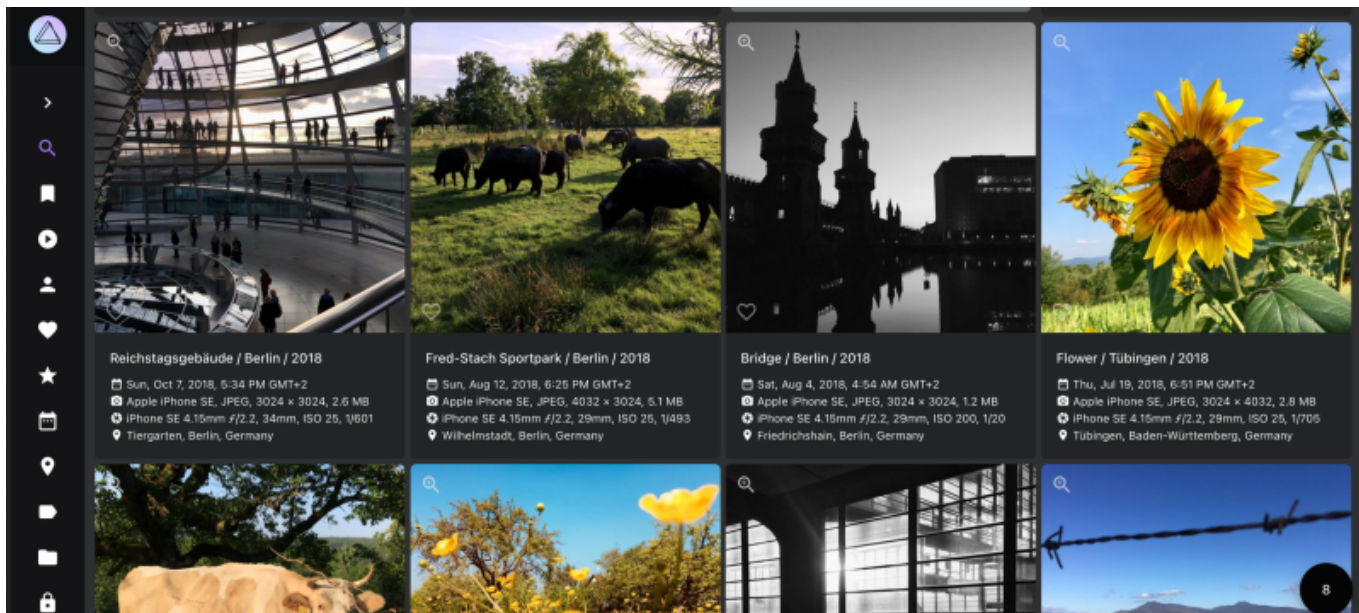 Reichstagsgebäude / Berlin / 2018
Sun, Oct 7, 2018, 5:34 PM GMT+2
Apple iPhone SE, JPEG, 3024 × 3024, 2.6 MB
iPhone SE 4.15mm ƒ/2.2, 34mm, ISO 25, 1/601
Tiergarten, Berlin, Germany
Fred-Stach Sportpark / Berlin / 2018
Sun, Aug 12, 2018, 6:25 PM GMT+2
Apple iPhone SE, JPEG, 4032 × 3024, 5.1 MB
iPhone SE 4.15mm ƒ/2.2, 29mm, ISO 25, 1/493
Wilhelmstadt, Berlin, Germany
Bridge / Berlin / 2018
Sat, Aug 4, 2018, 4:54 AM GMT+2
Apple iPhone SE, JPEG, 3024 × 3024, 1.2 MB
iPhone SE 4.15mm ƒ/2.2, 29mm, ISO 200, 1/20
Friedrichshain, Berlin, Germany
Flower / Tübingen / 2018
Thu, Jul 19, 2018, 6:51 PM GMT+2
Apple iPhone SE, JPEG, 3024 × 4032, 2.8 MB
iPhone SE 4.15mm ƒ/2.2, 29mm, ISO 25, 1/705
Tübingen, Baden-Württemberg, Germany
8